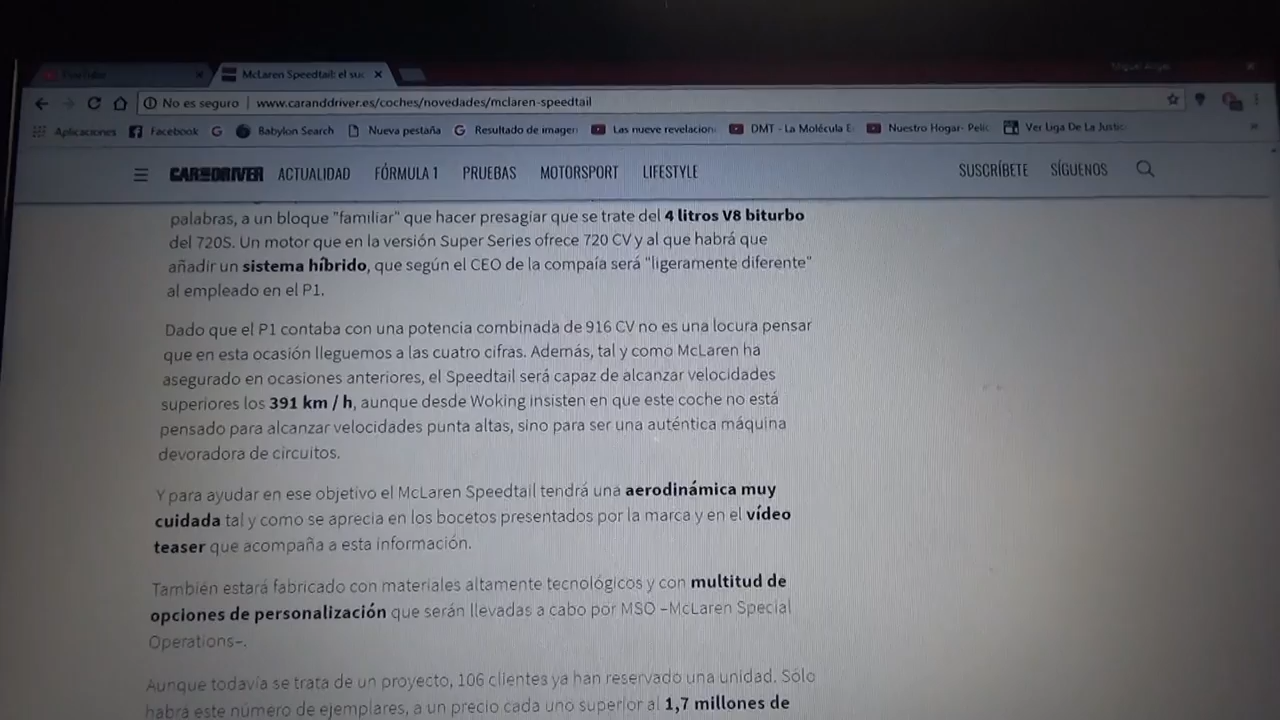 YouTube
McLaren Speedtail: el suc
Miguel Angel
No es seguro | www.caranddriver.es/coches/novedades/mclaren-speedtail
Aplicaciones Facebook G Babylon Search Nueva pestaña Resultado de imagen Las nueve revelacion DMT - La Molécula E Nuestro Hogar- Pelic Ver Liga De La Justic »
CAR AND DRIVER ACTUALIDAD FÓRMULA 1 PRUEBAS MOTORSPORT LIFESTYLE SUSCRÍBETE SÍGUENOS
palabras, a un bloque "familiar" que hacer presagiar que se trate del 4 litros V8 biturbo
del 720S. Un motor que en la versión Super Series ofrece 720 CV y al que habrá que
añadir un sistema híbrido, que según el CEO de la compaía será "ligeramente diferente"
al empleado en el P1.
Dado que el P1 contaba con una potencia combinada de 916 CV no es una locura pensar
que en esta ocasión lleguemos a las cuatro cifras. Además, tal y como McLaren ha
asegurado en ocasiones anteriores, el Speedtail será capaz de alcanzar velocidades
superiores los 391 km / h, aunque desde Woking insisten en que este coche no está
pensado para alcanzar velocidades punta altas, sino para ser una auténtica máquina
devoradora de circuitos.
Y para ayudar en ese objetivo el McLaren Speedtail tendrá una aerodinámica muy
cuidada tal y como se aprecia en los bocetos presentados por la marca y en el vídeo
teaser que acompaña a esta información.
También estará fabricado con materiales altamente tecnológicos y con multitud de
opciones de personalización que serán llevadas a cabo por MSO –McLaren Special
Operations–.
Aunque todavía se trata de un proyecto, 106 clientes ya han reservado una unidad. Sólo
habrá este número de ejemplares, a un precio cada uno superior al 1,7 millones de